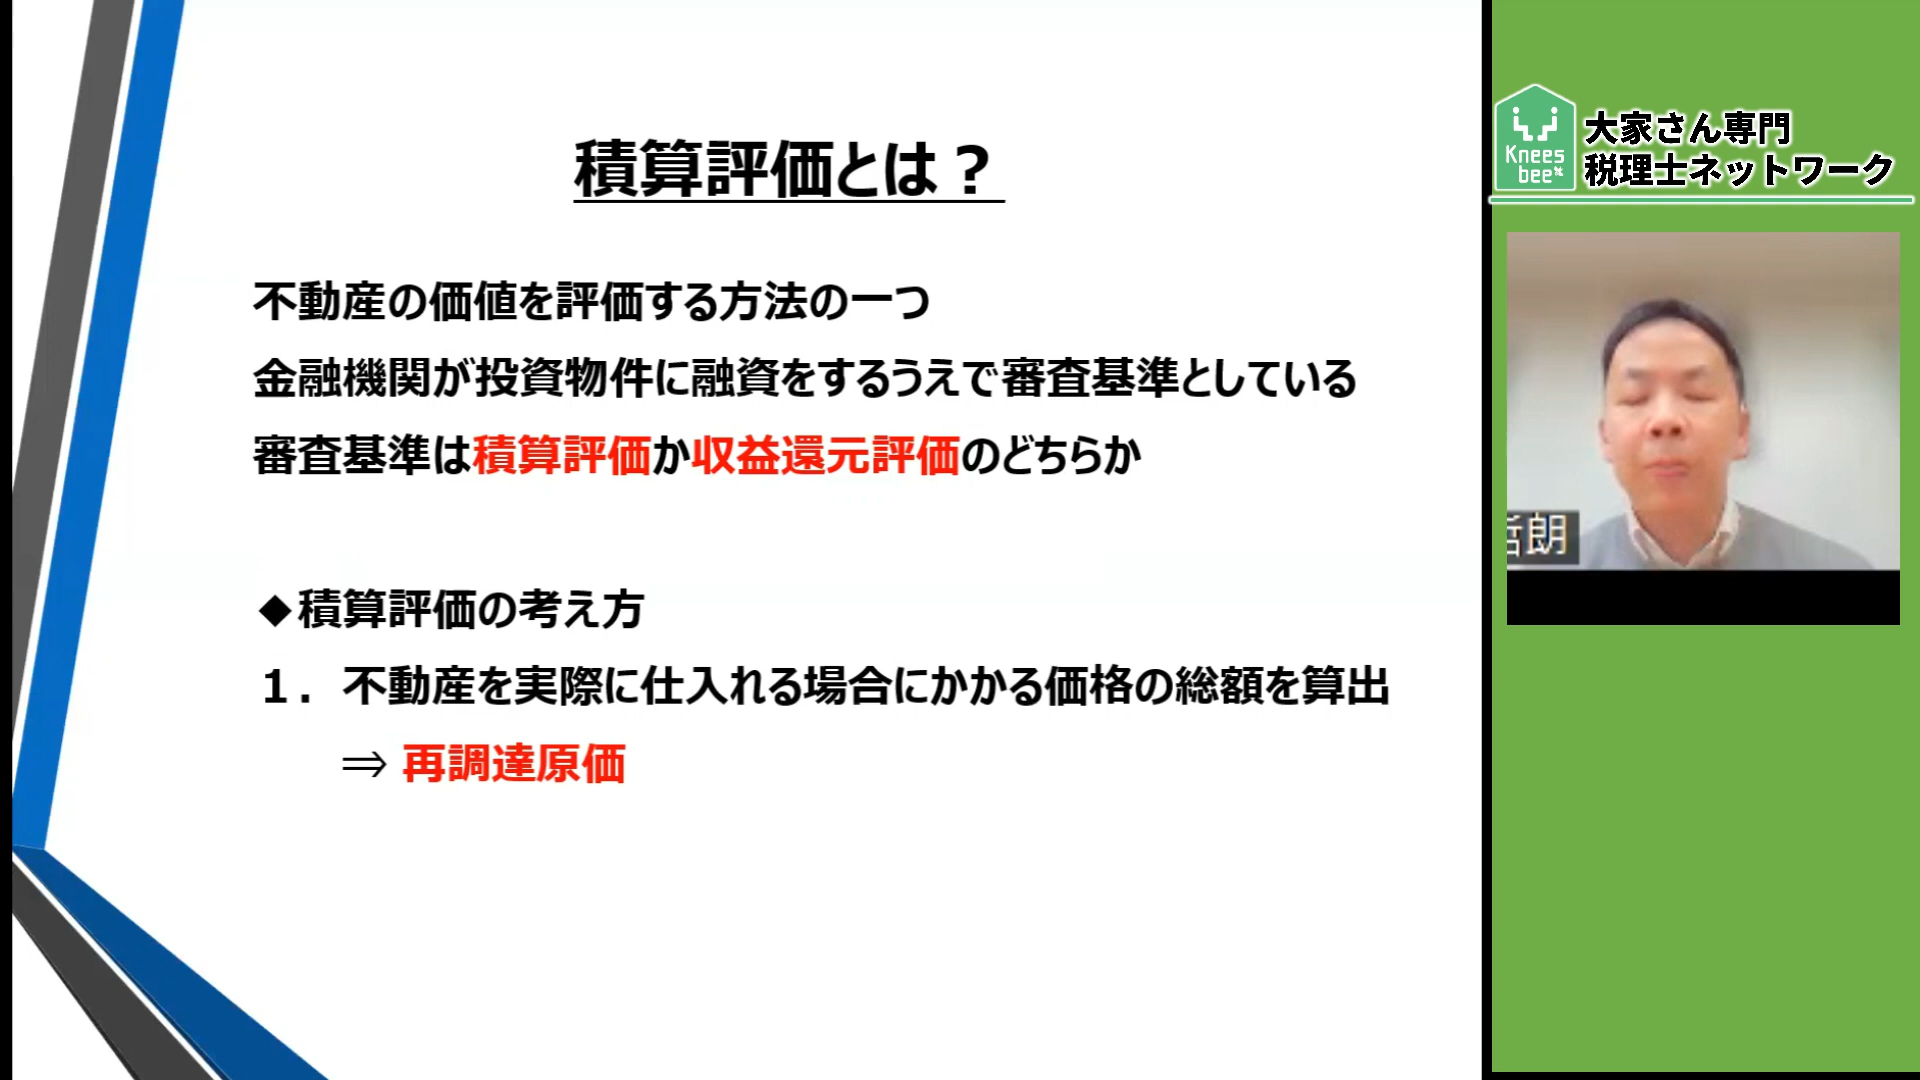 積算評価とは？
不動産の価値を評価する方法の一つ
金融機関が投資物件に融資をするうえで審査基準としている
審査基準は積算評価か収益還元評価のどちらか
◆積算評価の考え方
１．不動産を実際に仕入れる場合にかかる価格の総額を算出
⇒ 再調達原価
Knees
bee
大家さん専門
税理士ネットワーク
哲朗